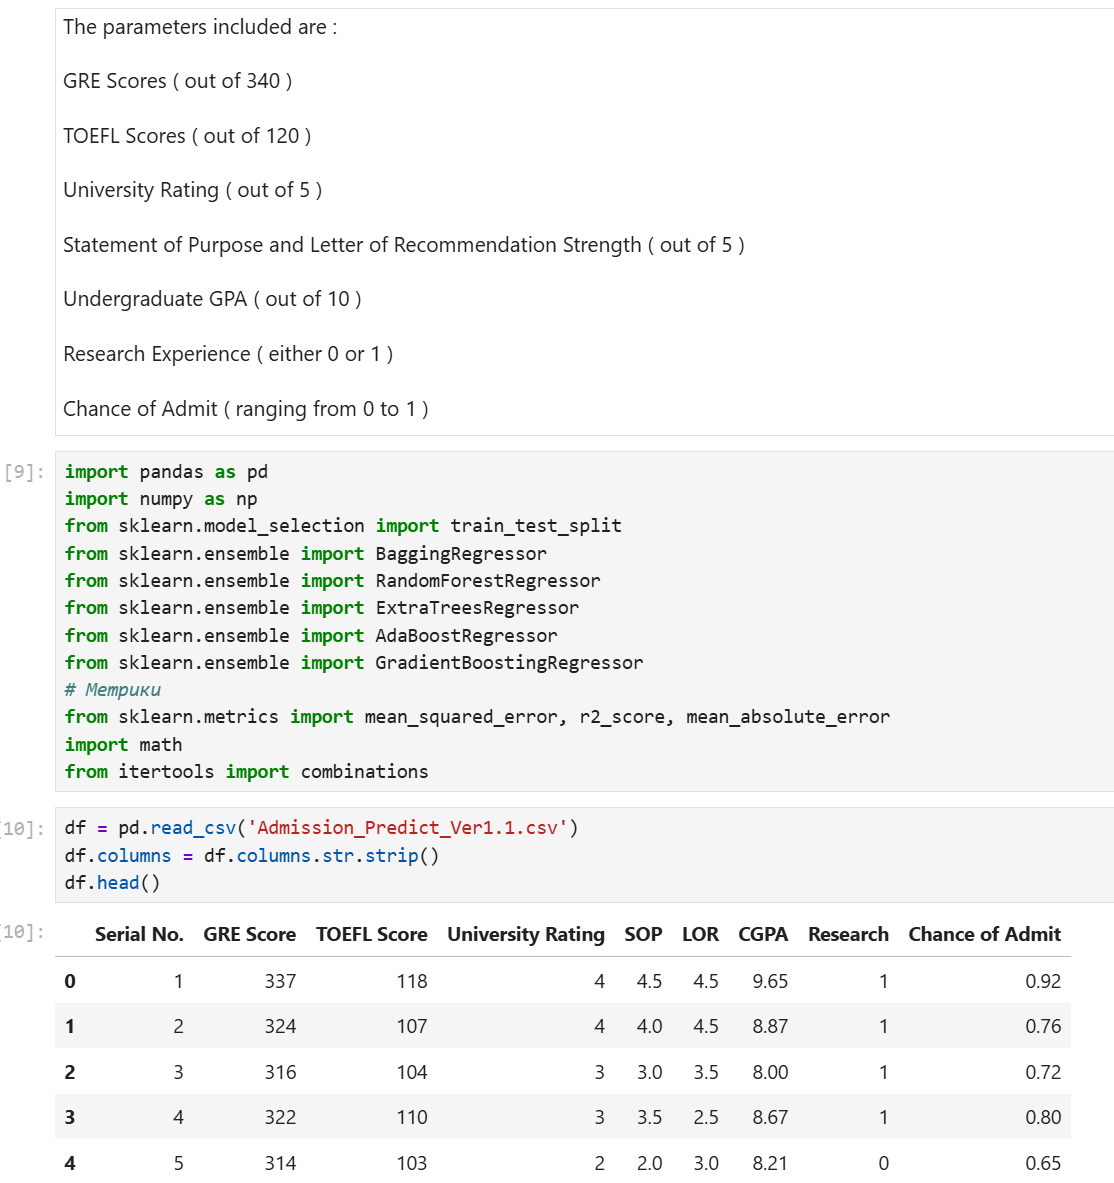 The parameters included are :
GRE Scores ( out of 340 )
TOEFL Scores ( out of 120 )
University Rating ( out of 5 )
Statement of Purpose and Letter of Recommendation Strength ( out of 5 )
Undergraduate GPA ( out of 10 )
Research Experience ( either 0 or 1 )
Chance of Admit ( ranging from 0 to 1 )
[9]: import pandas as pd
import numpy as np
from sklearn.model_selection import train_test_split
from sklearn.ensemble import BaggingRegressor
from sklearn.ensemble import RandomForestRegressor
from sklearn.ensemble import ExtraTreesRegressor
from sklearn.ensemble import AdaBoostRegressor
from sklearn.ensemble import GradientBoostingRegressor
# Метрики
from sklearn.metrics import mean_squared_error, r2_score, mean_absolute_error
import math
from itertools import combinations
[10]: df = pd.read_csv('Admission_Predict_Ver1.1.csv')
df.columns = df.columns.str.strip()
df.head()
[10]: Serial No. GRE Score TOEFL Score University Rating SOP LOR CGPA Research Chance of Admit
0 1 337 118 4 4.5 4.5 9.65 1 0.92
1 2 324 107 4 4.0 4.5 8.87 1 0.76
2 3 316 104 3 3.0 3.5 8.00 1 0.72
3 4 322 110 3 3.5 2.5 8.67 1 0.80
4 5 314 103 2 2.0 3.0 8.21 0 0.65